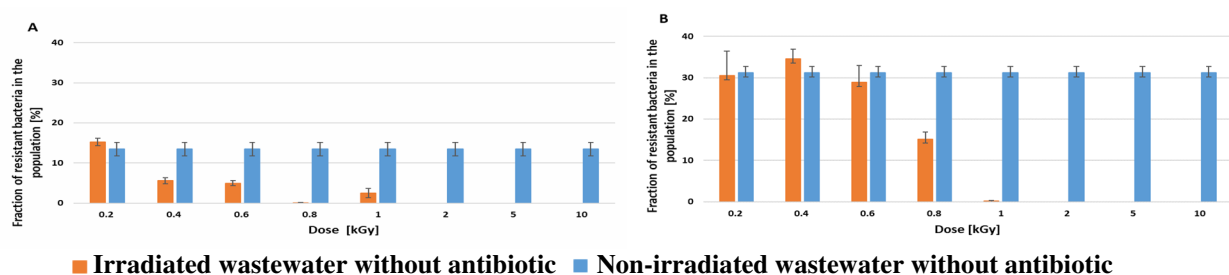 A
Fraction of resistant bacteria in the
population [%]
40
30
20
10
0
0.2 0.4 0.6 0.8 1 2 5 10
Dose [kGy]
B
Fraction of resistant bacteria in the
population [%]
40
30
20
10
0
0.2 0.4 0.6 0.8 1 2 5 10
Dose [kGy]
Irradiated wastewater without antibiotic Non-irradiated wastewater without antibiotic